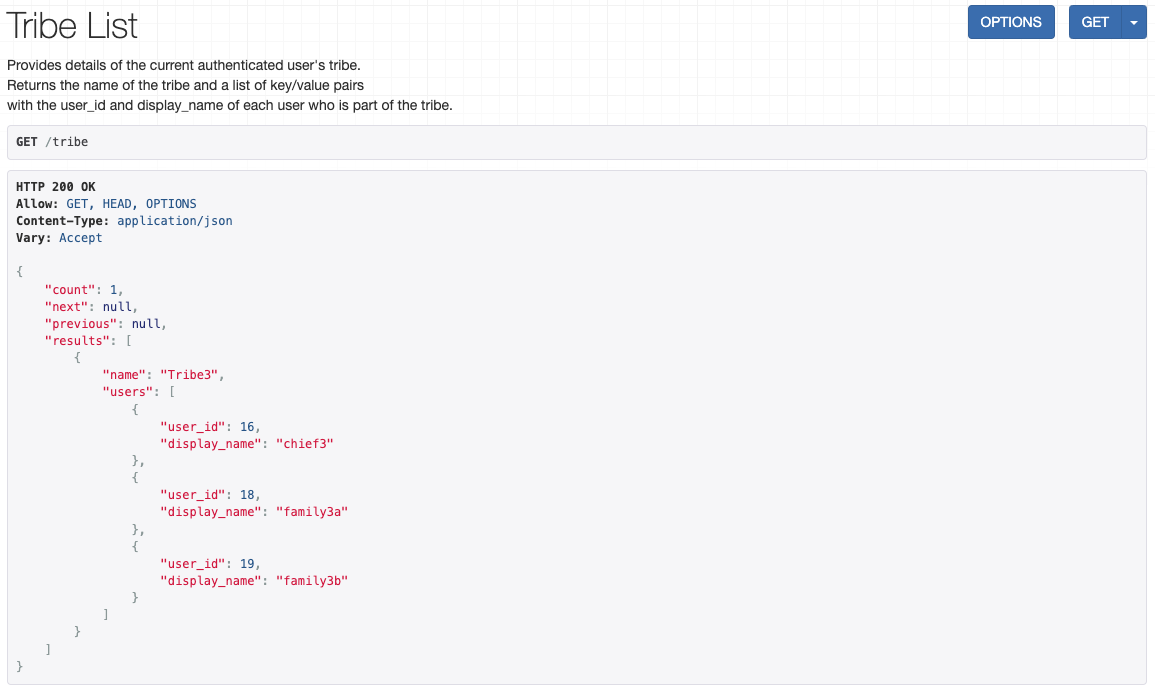 Tribe List
OPTIONS
GET
Provides details of the current authenticated user's tribe.
Returns the name of the tribe and a list of key/value pairs
with the user_id and display_name of each user who is part of the tribe.
GET /tribe
HTTP 200 OK
Allow: GET, HEAD, OPTIONS
Content-Type: application/json
Vary: Accept
{
    "count": 1,
    "next": null,
    "previous": null,
    "results": [
        {
            "name": "Tribe3",
            "users": [
                {
                    "user_id": 16,
                    "display_name": "chief3"
                },
                {
                    "user_id": 18,
                    "display_name": "family3a"
                },
                {
                    "user_id": 19,
                    "display_name": "family3b"
                }
            ]
        }
    ]
}